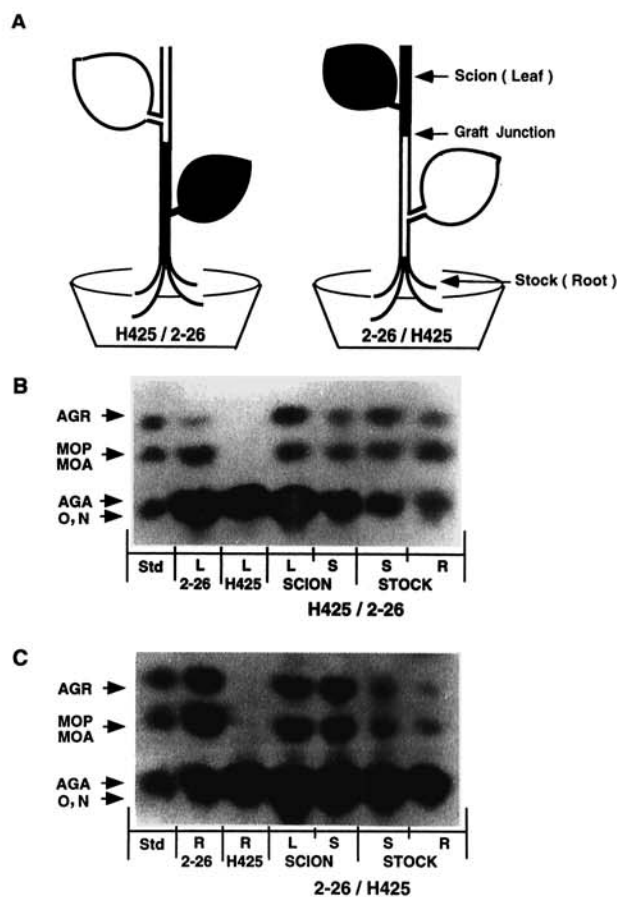 A
Scion ( Leaf )
Graft Junction
Stock ( Root )
H425 / 2-26
2-26 / H425
B
AGR
MOP
MOA
AGA
O, N
Std L L L S S R
2-26 H425 SCION STOCK
H425 / 2-26
C
AGR
MOP
MOA
AGA
O, N
Std R R L S S R
2-26 H425 SCION STOCK
2-26 / H425